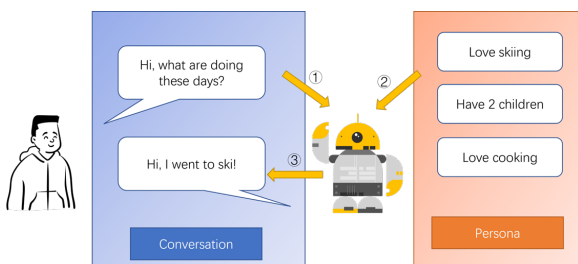 Hi, what are doing
these days?
①
②
Love skiing
Have 2 children
Hi, I went to ski!
③
Love cooking
Conversation
Persona